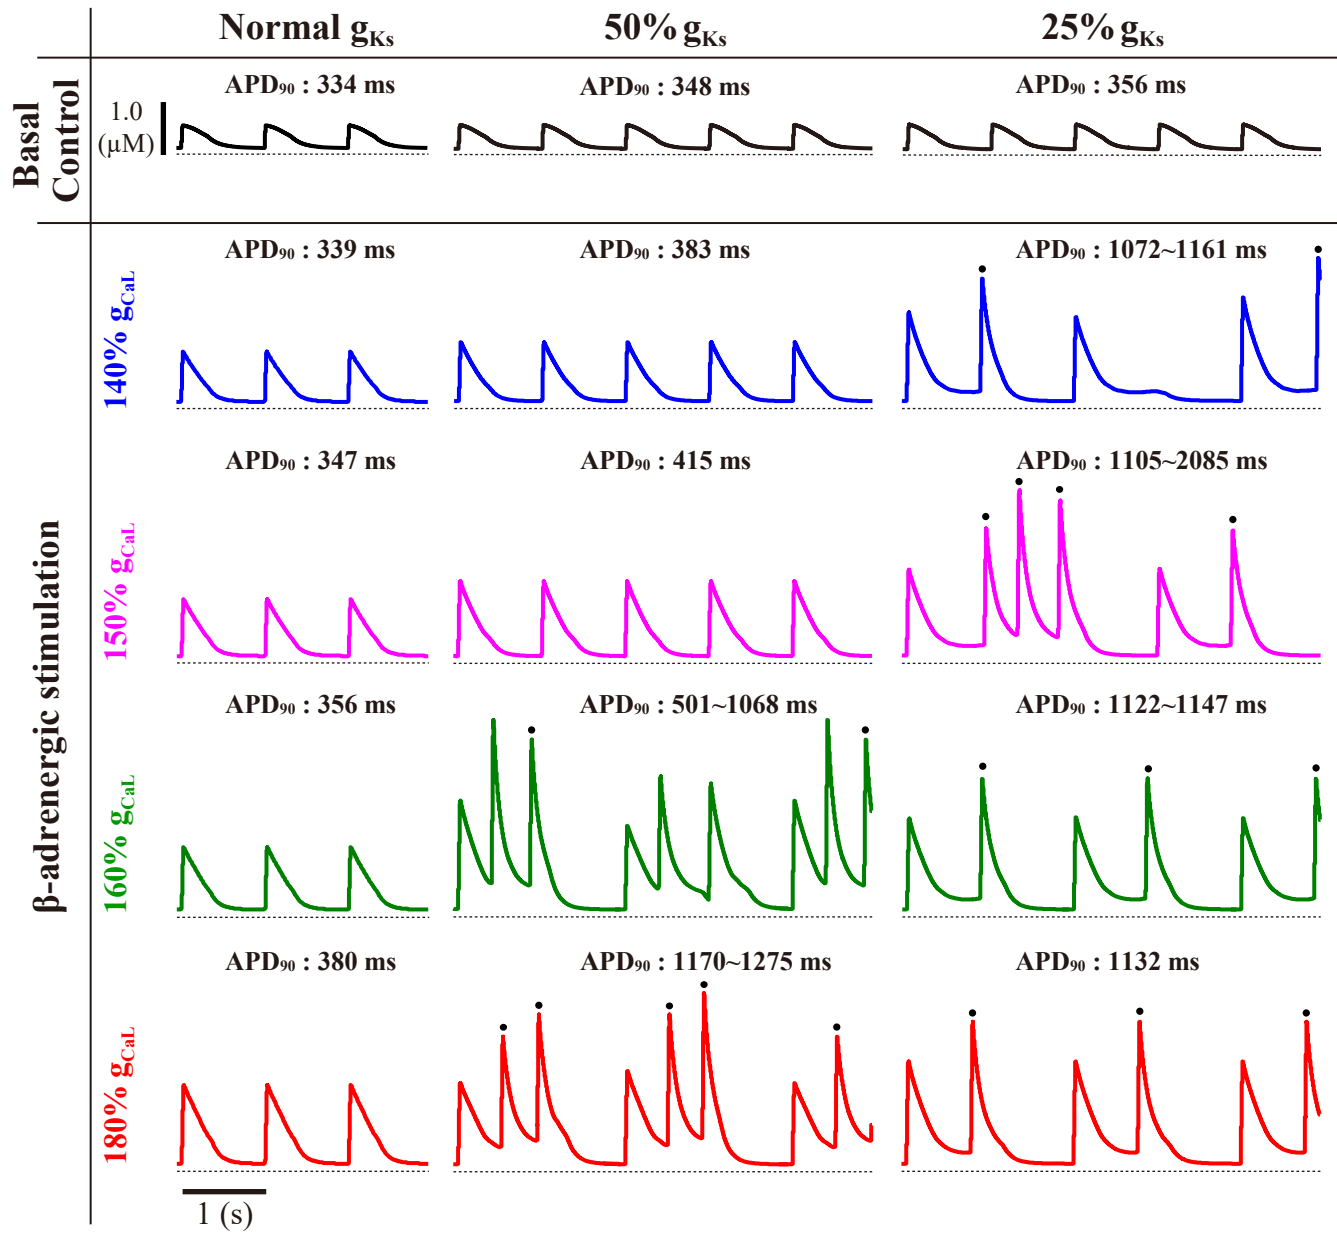 Normal gKs 50% gKs 25% gKs
Basal
Control
1.0
(μM)
APD90 : 334 ms APD90 : 348 ms APD90 : 356 ms
β-adrenergic stimulation
140% gCaL
APD90 : 339 ms APD90 : 383 ms APD90 : 1072~1161 ms
150% gCaL
APD90 : 347 ms APD90 : 415 ms APD90 : 1105~2085 ms
160% gCaL
APD90 : 356 ms APD90 : 501~1068 ms APD90 : 1122~1147 ms
180% gCaL
APD90 : 380 ms APD90 : 1170~1275 ms APD90 : 1132 ms
1 (s)